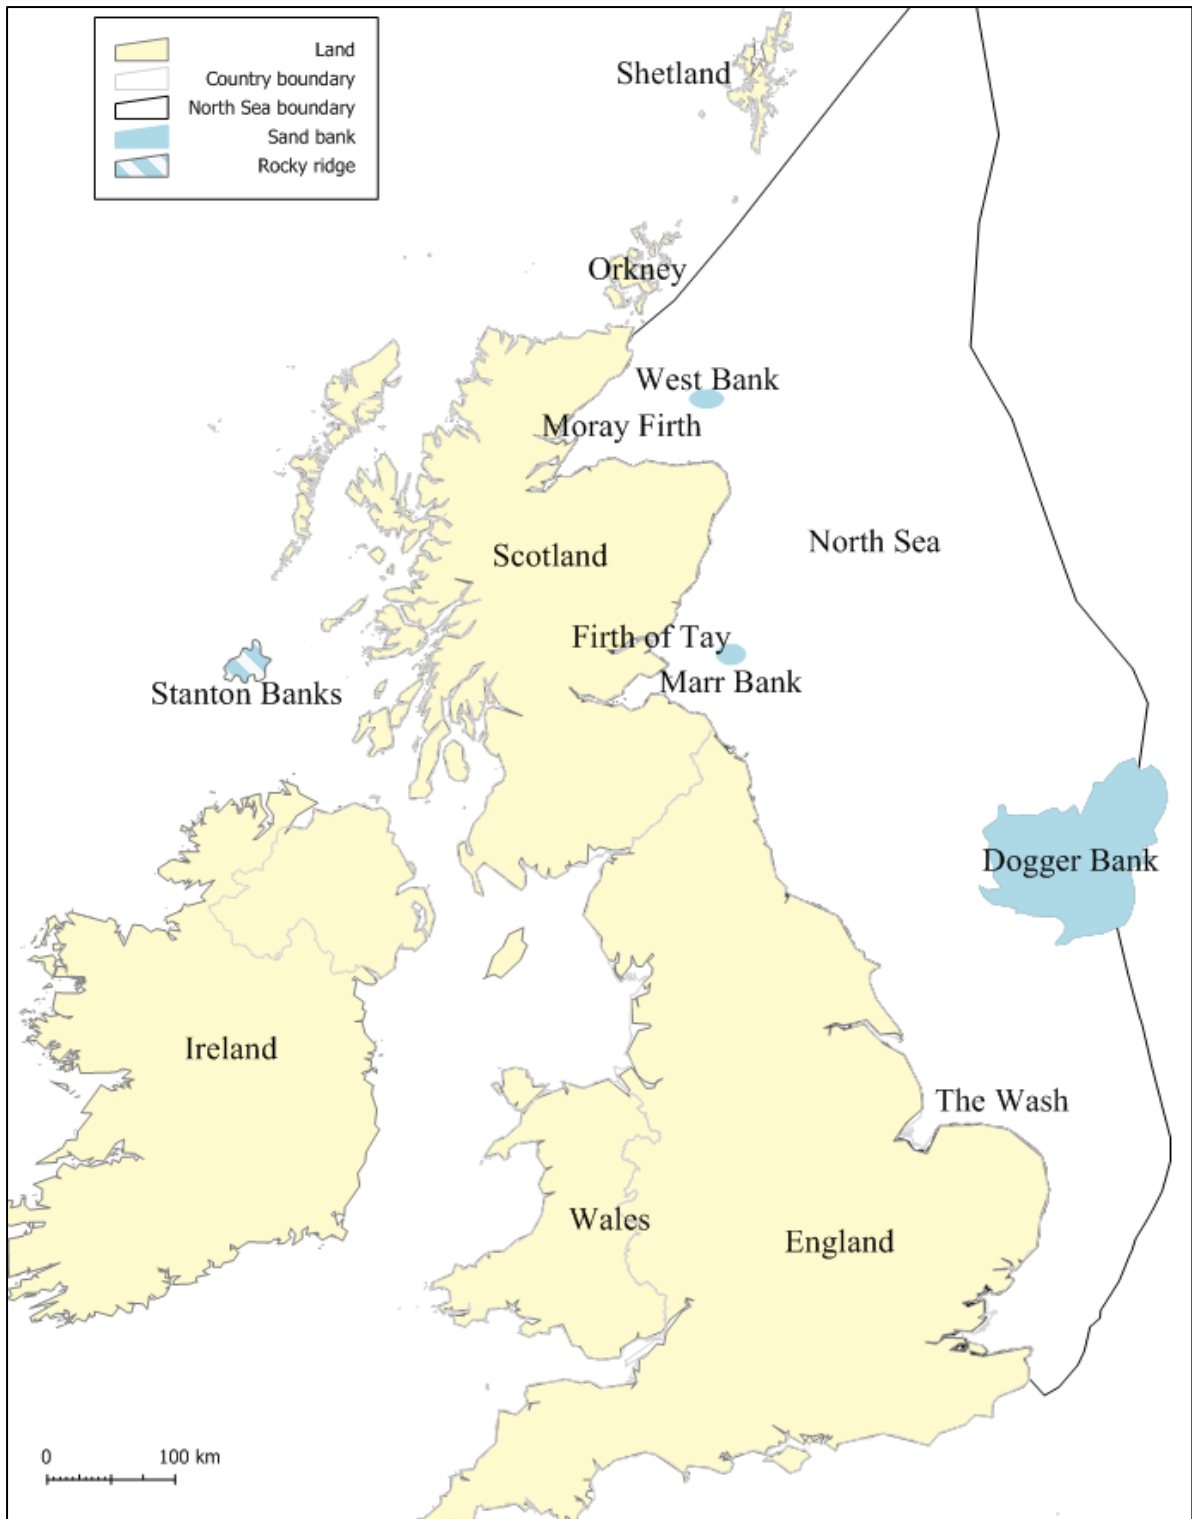 Land
Country boundary
North Sea boundary
Sand bank
Rocky ridge
Shetland
Orkney
West Bank
Moray Firth
North Sea
Scotland
Firth of Tay
Marr Bank
Stanton Banks
Dogger Bank
Ireland
The Wash
Wales
England
0 100 km